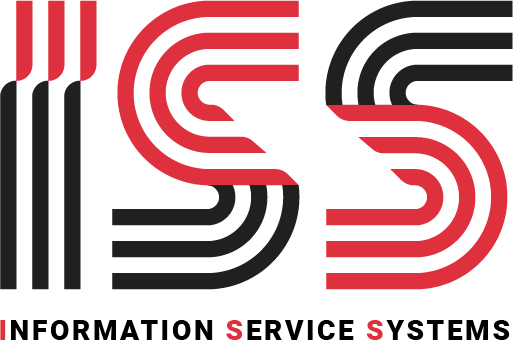 ISS
INFORMATION SERVICE SYSTEMS